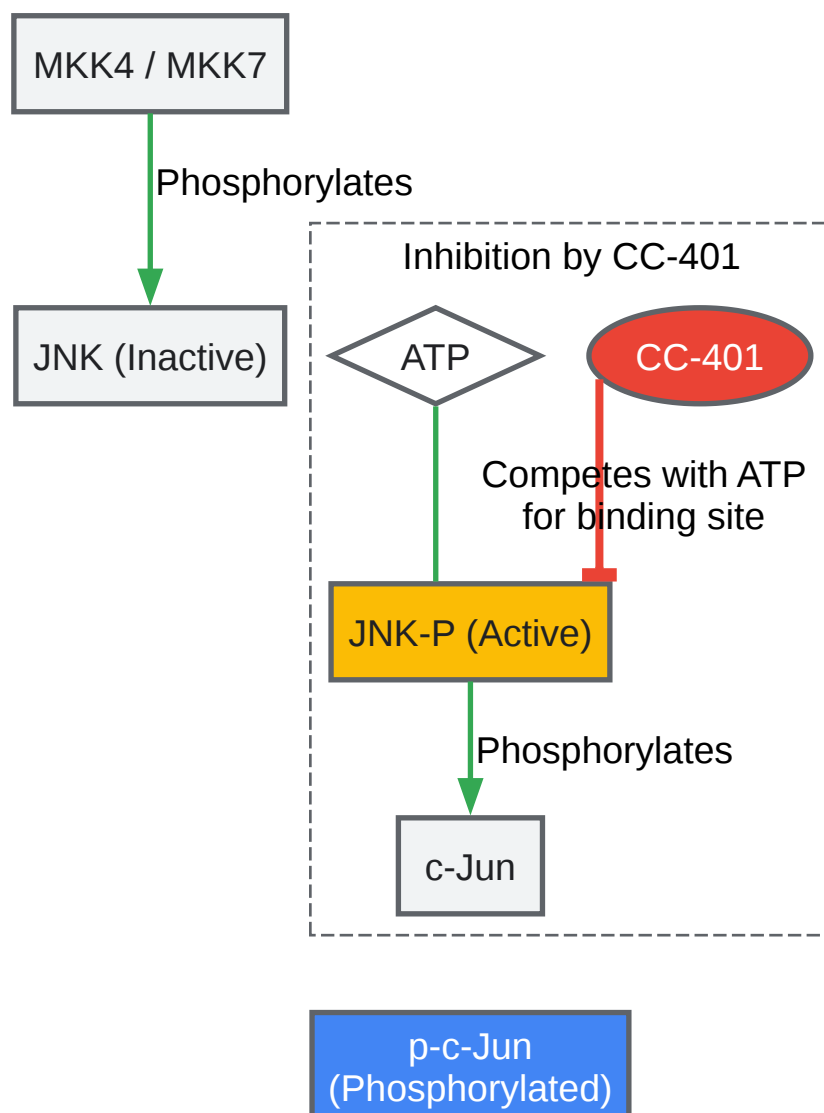 MKK4 / MKK7
Phosphorylates
Inhibition by CC-401
JNK (Inactive)
ATP
CC-401
Competes with ATP
for binding site
JNK-P (Active)
Phosphorylates
c-Jun
p-c-Jun
(Phosphorylated)